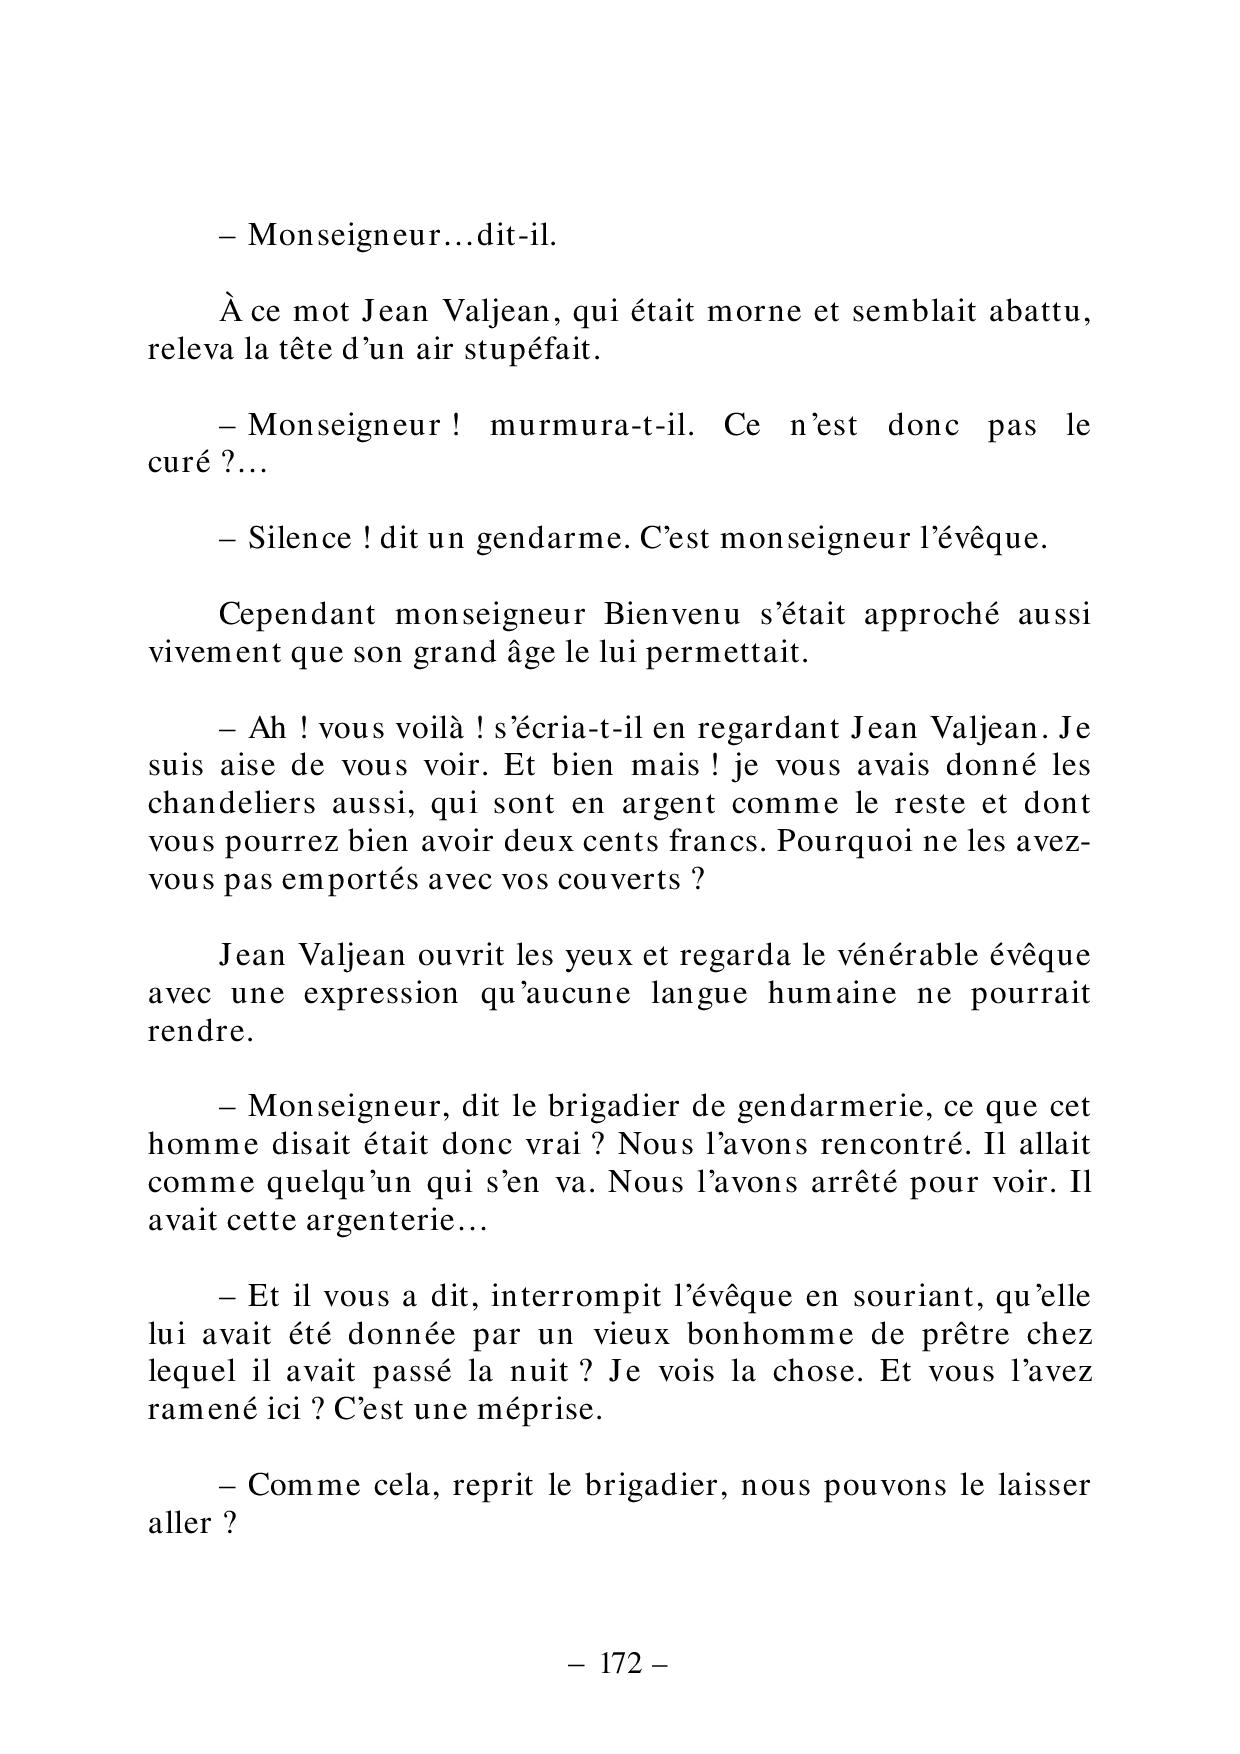 – Monseigneur…dit-il.
À ce mot Jean Valjean, qui était morne et semblait abattu,
releva la tête d’un air stupéfait.
– Monseigneur ! murmura-t-il. Ce n’est donc pas le
curé ?…
– Silence ! dit un gendarme. C’est monseigneur l’évêque.
Cependant monseigneur Bienvenu s’était approché aussi
vivement que son grand âge le lui permettait.
– Ah ! vous voilà ! s’écria-t-il en regardant Jean Valjean. Je
suis aise de vous voir. Et bien mais ! je vous avais donné les
chandeliers aussi, qui sont en argent comme le reste et dont
vous pourrez bien avoir deux cents francs. Pourquoi ne les avez-
vous pas emportés avec vos couverts ?
Jean Valjean ouvrit les yeux et regarda le vénérable évêque
avec une expression qu’aucune langue humaine ne pourrait
rendre.
– Monseigneur, dit le brigadier de gendarmerie, ce que cet
homme disait était donc vrai ? Nous l’avons rencontré. Il allait
comme quelqu’un qui s’en va. Nous l’avons arrêté pour voir. Il
avait cette argenterie…
– Et il vous a dit, interrompit l’évêque en souriant, qu’elle
lui avait été donnée par un vieux bonhomme de prêtre chez
lequel il avait passé la nuit ? Je vois la chose. Et vous l’avez
ramené ici ? C’est une méprise.
– Comme cela, reprit le brigadier, nous pouvons le laisser
aller ?
– 172 –